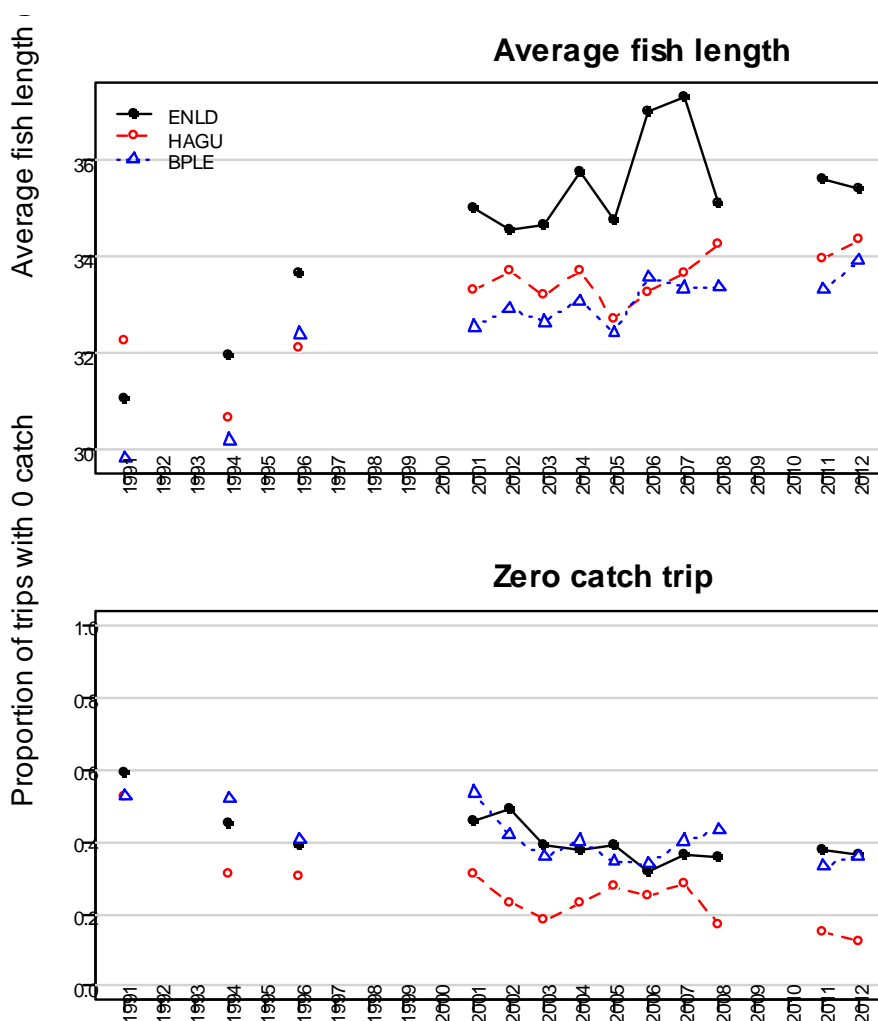 Average fish length
Average fish length
ENLD
HAGU
BPLE
36
34
32
30
1991 1992 1993 1994 1995 1996 1997 1998 1999 2000 2001 2002 2003 2004 2005 2006 2007 2008 2009 2010 2011 2012
Zero catch trip
Proportion of trips with 0 catch
1.0
0.8
0.6
0.4
0.2
0.0
1991 1992 1993 1994 1995 1996 1997 1998 1999 2000 2001 2002 2003 2004 2005 2006 2007 2008 2009 2010 2011 2012